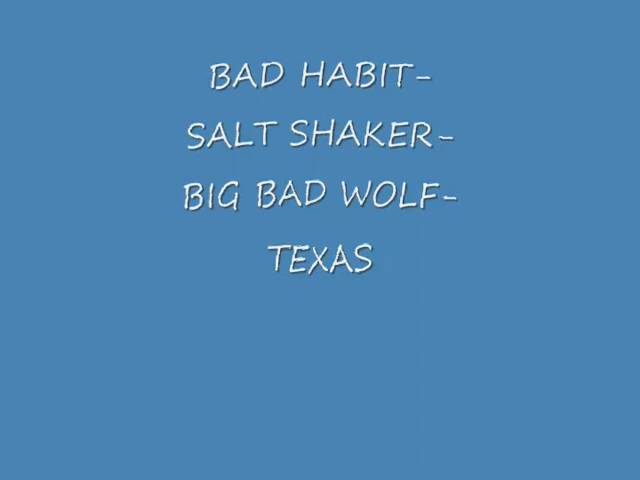 BAD HABIT-
SALT SHAKER-
BIG BAD WOLF-
TEXAS